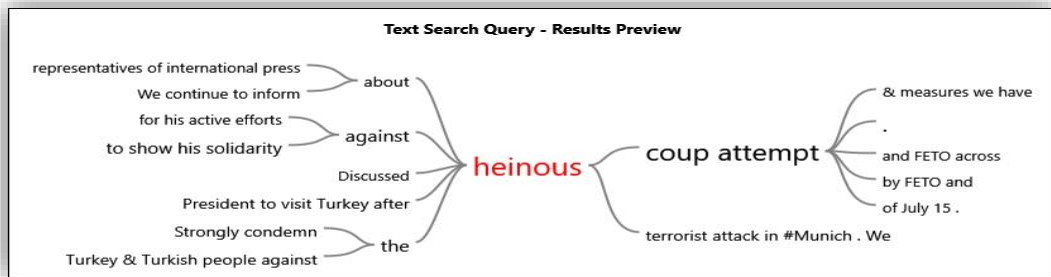 Text Search Query - Results Preview
representatives of international press
We continue to inform
about
for his active efforts
to show his solidarity
against
Discussed
President to visit Turkey after
Strongly condemn
Turkey & Turkish people against
the
heinous
coup attempt
& measures we have
.
and FETO across
by FETO and
of July 15 .
terrorist attack in #Munich . We